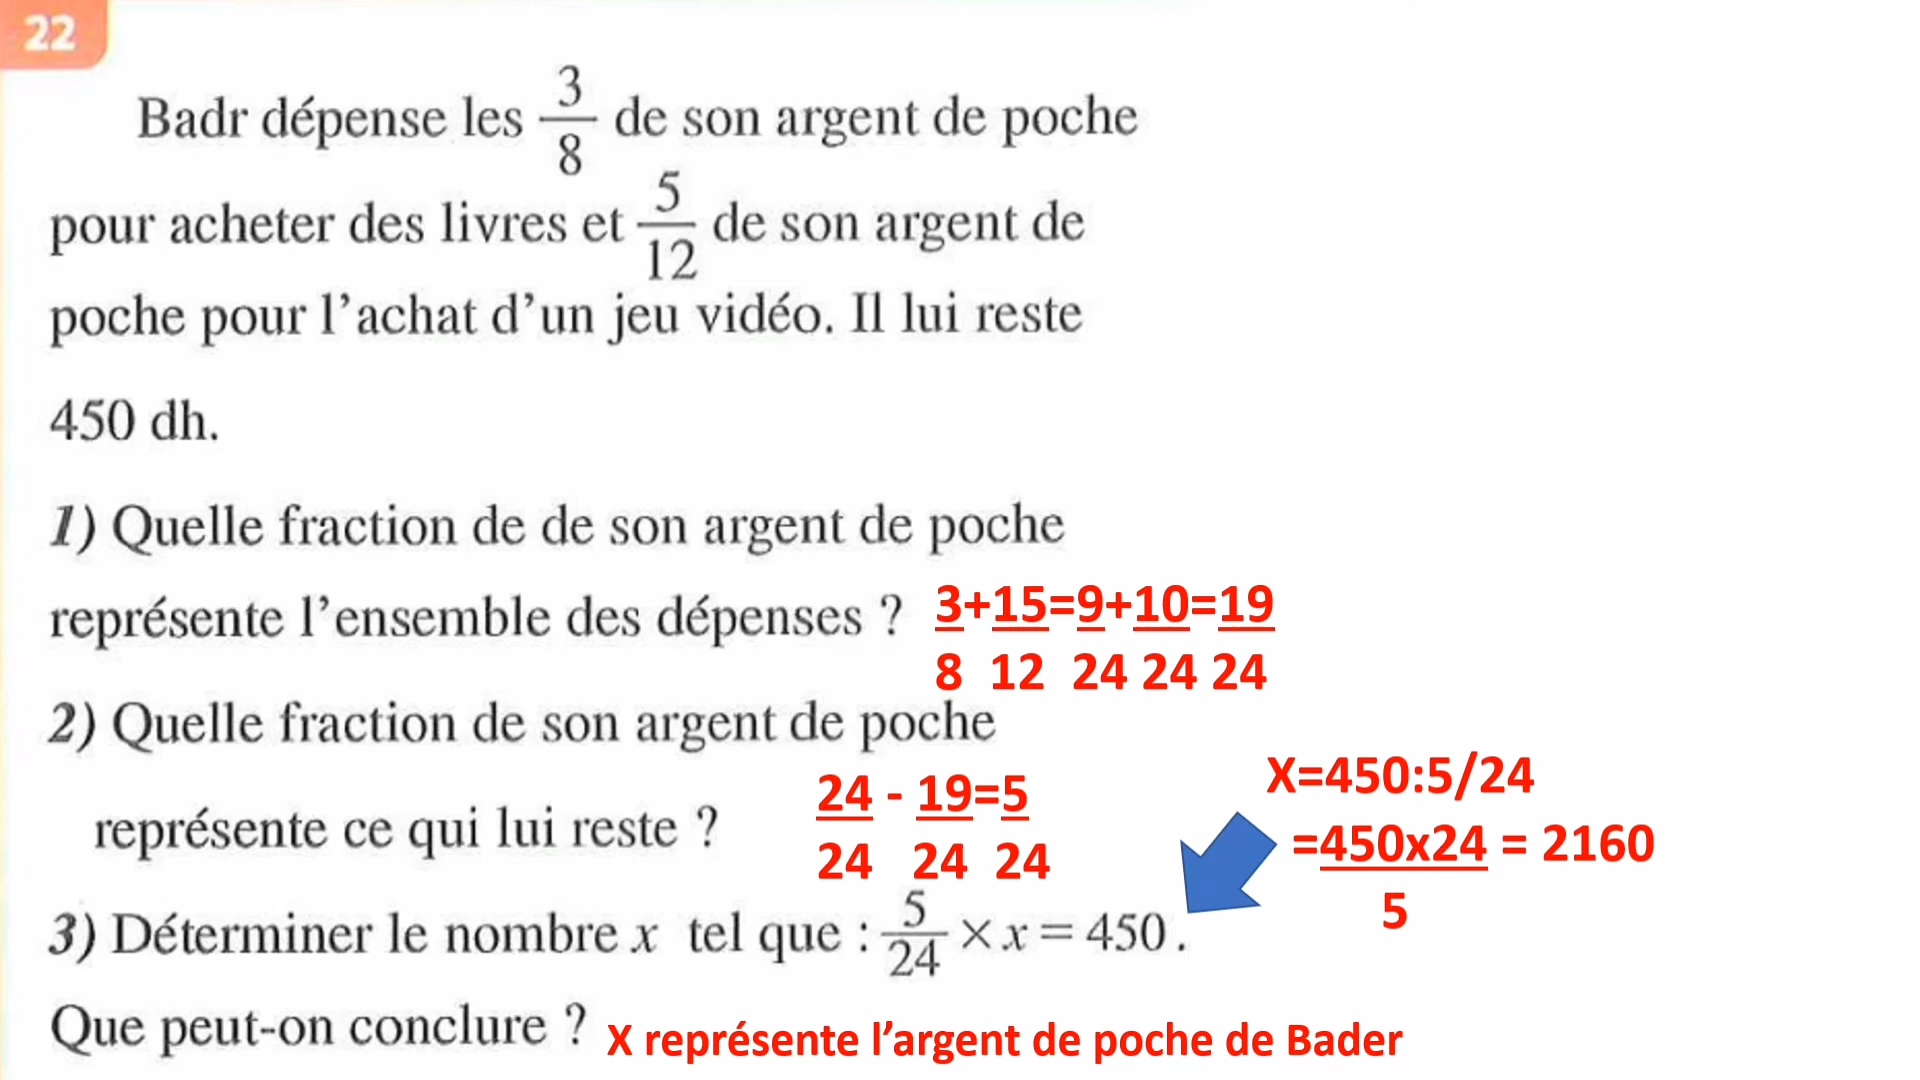 22
Badr dépense les 3/8 de son argent de poche
pour acheter des livres et 5/12 de son argent de
poche pour l’achat d’un jeu vidéo. Il lui reste
450 dh.
1) Quelle fraction de de son argent de poche
représente l’ensemble des dépenses ?
3+15=9+10=19
8 12 24 24 24
2) Quelle fraction de son argent de poche
représente ce qui lui reste ?
24 - 19=5
24 24 24
X=450:5/24
=450x24 = 2160
5
3) Déterminer le nombre x tel que : 5/24 × x = 450.
Que peut-on conclure ?
X représente l’argent de poche de Bader